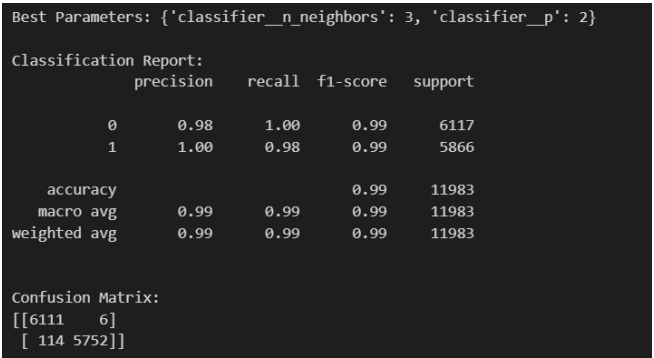 Best Parameters: {'classifier__n_neighbors': 3, 'classifier__p': 2}
Classification Report:
precision recall f1-score support
0 0.98 1.00 0.99 6117
1 1.00 0.98 0.99 5866
accuracy 0.99 11983
macro avg 0.99 0.99 0.99 11983
weighted avg 0.99 0.99 0.99 11983
Confusion Matrix:
[[6111 6]
[ 114 5752]]